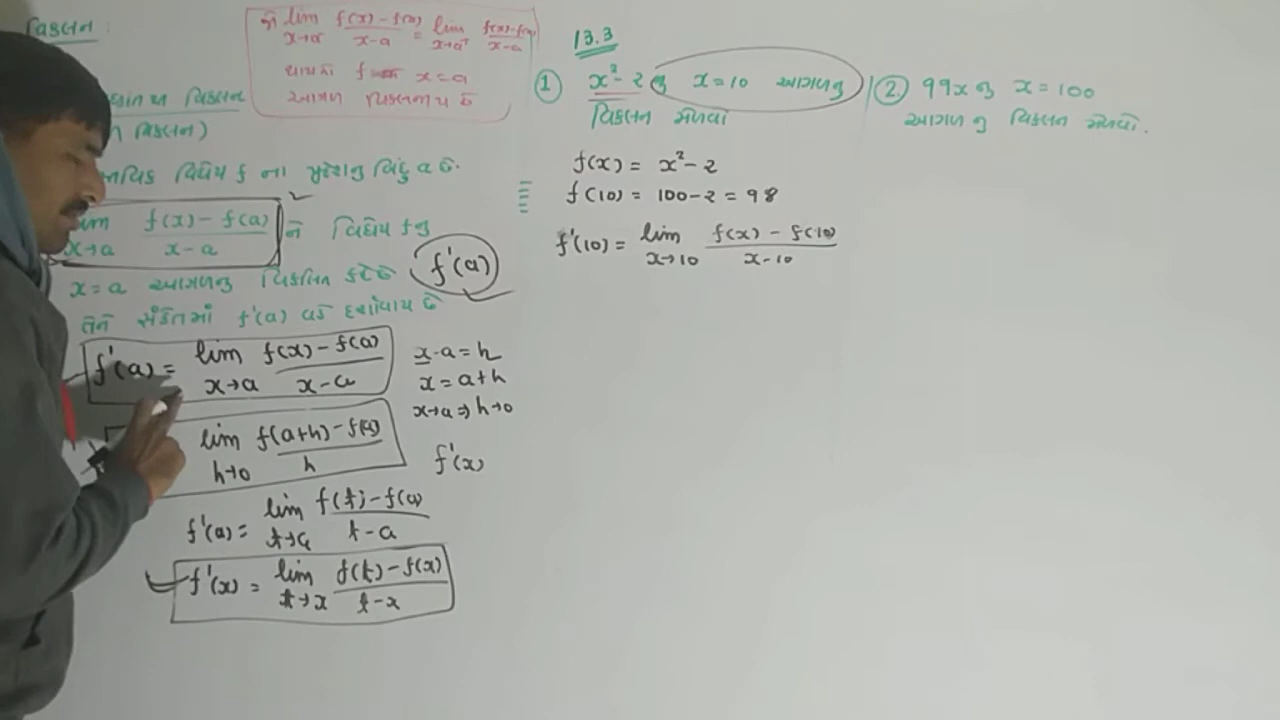 વિકલન :
જો lim x→a⁻ f(x)-f(a) / x-a = lim x→a⁺ f(x)-f(a) / x-a
થાય તો f x=a
આગળ વિકલનીય છે
વિકલન
વિકલન)
વિધેય f ના પ્રદેશનું બિંદુ a છે.
lim x→a f(x)-f(a) / x-a ને વિધેય f નું
x=a આગળનું વિકલિત કહે છે f'(a)
તેને સંકેતમાં f'(a) વડે દર્શાવાય છે
f'(a) = lim x→a f(x)-f(a) / x-a
x-a=h
x=a+h
x→a⇒h→0
lim h→0 f(a+h)-f(a) / h
f'(x)
f'(a) = lim t→a f(t)-f(a) / t-a
f'(x) = lim t→x f(t)-f(x) / t-x
13.3
① x²-2 નું x=10 આગળનું
વિકલન મેળવો
f(x) = x²-2
f(10) = 100-2 = 98
f'(10) = lim x→10 f(x)-f(10) / x-10
② 99x નું x=100
આગળ નું વિકલન મેળવો.